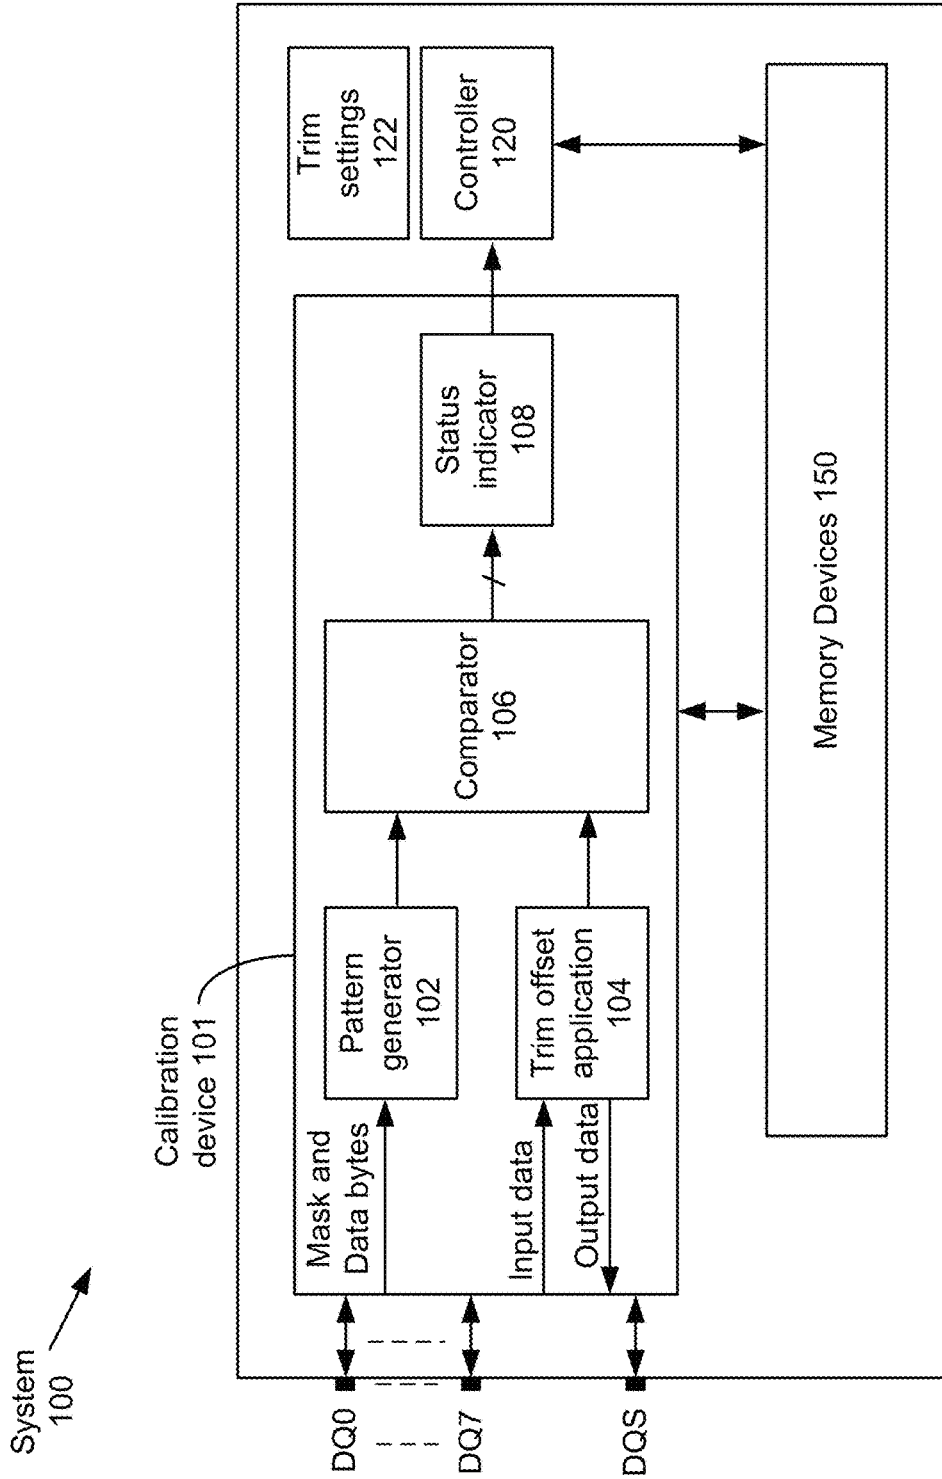 System
100
Calibration
device 101
DQ0
DQ7
DQS
Mask and
Data bytes
Input data
Output data
Pattern
generator
102
Trim offset
application
104
Comparator
106
Status
indicator
108
Trim
settings
122
Controller
120
Memory Devices 150